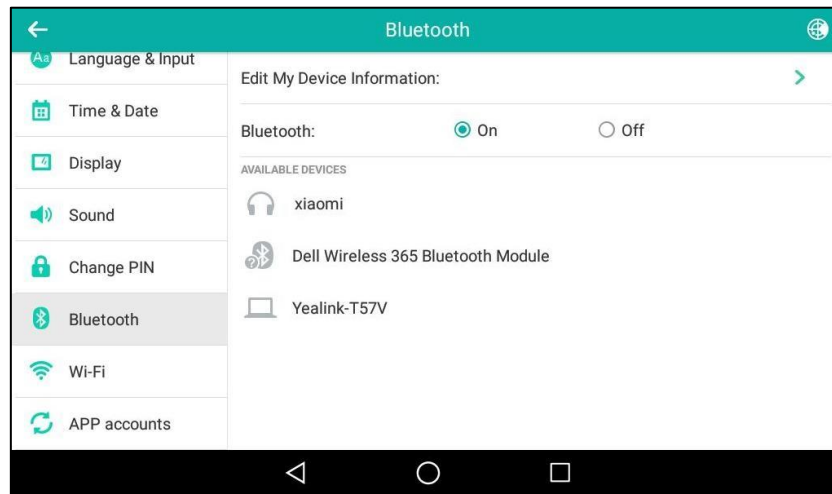 Bluetooth
Aa Language & Input
Time & Date
Display
Sound
Change PIN
Bluetooth
Wi-Fi
APP accounts
Edit My Device Information:
Bluetooth: On Off
AVAILABLE DEVICES
xiaomi
? Dell Wireless 365 Bluetooth Module
Yealink-T57V